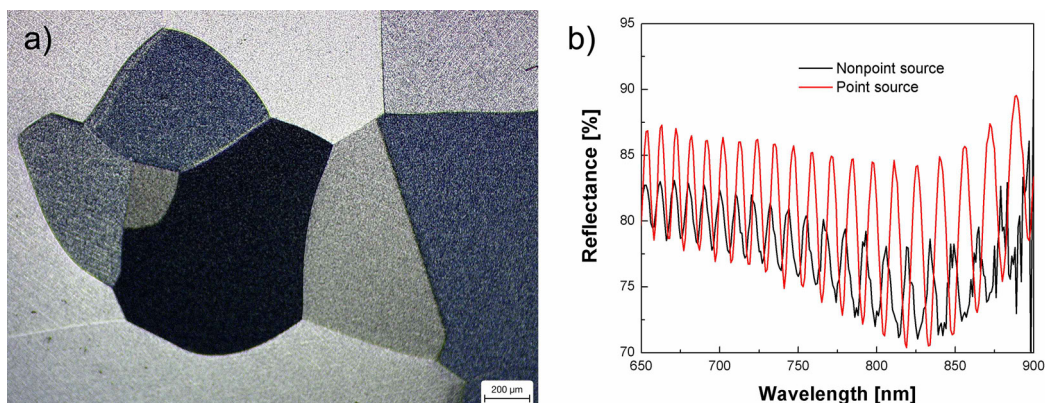 a)
200 µm
b)
Nonpoint source
Point source
Reflectance [%]
95
90
85
80
75
70
650
700
750
800
850
900
Wavelength [nm]